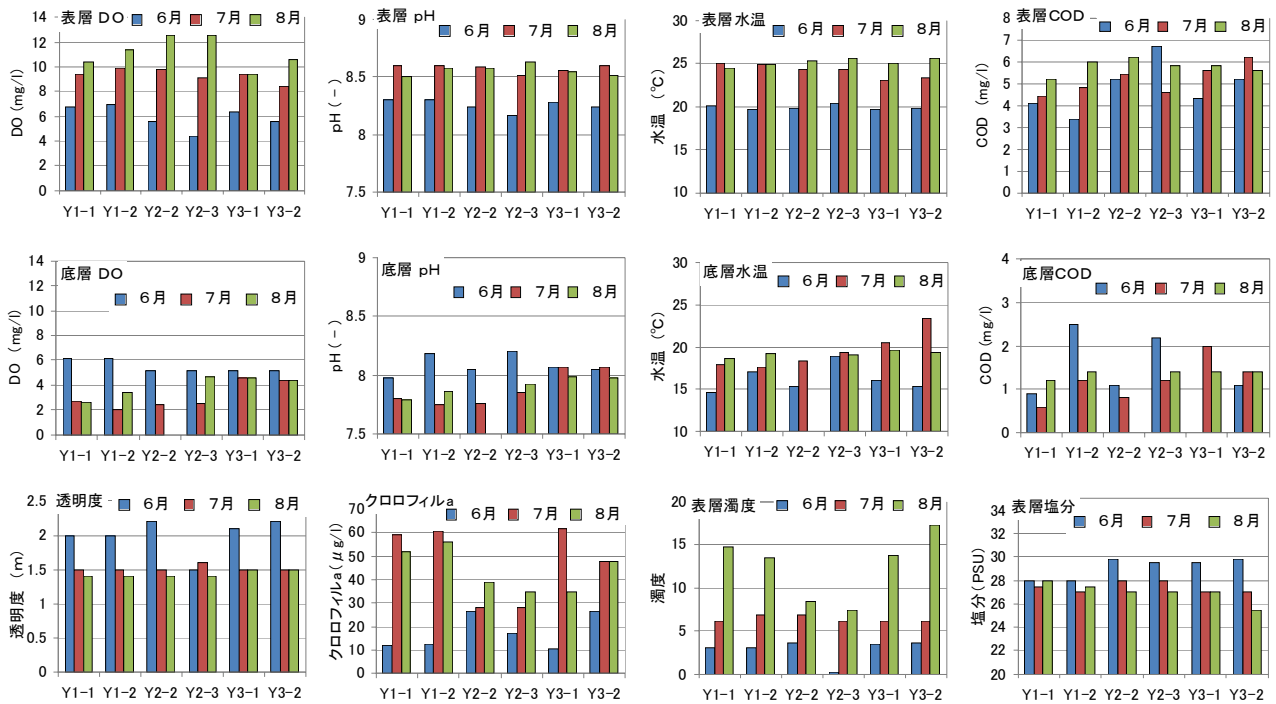 表層 DO 6月 7月 8月
DO (mg/l)
14
12
10
8
6
4
2
0
Y1-1 Y1-2 Y2-2 Y2-3 Y3-1 Y3-2
表層 pH 6月 7月 8月
pH (-)
9
8.5
8
7.5
Y1-1 Y1-2 Y2-2 Y2-3 Y3-1 Y3-2
表層水温 6月 7月 8月
水温 (℃)
30
25
20
15
10
Y1-1 Y1-2 Y2-2 Y2-3 Y3-1 Y3-2
表層COD 6月 7月 8月
COD (mg/l)
8
7
6
5
4
3
2
1
0
Y1-1 Y1-2 Y2-2 Y2-3 Y3-1 Y3-2
底層 DO
6月 7月 8月
DO (mg/l)
14
12
10
8
6
4
2
0
Y1-1 Y1-2 Y2-2 Y2-3 Y3-1 Y3-2
底層 pH
6月 7月 8月
pH (-)
9
8.5
8
7.5
Y1-1 Y1-2 Y2-2 Y2-3 Y3-1 Y3-2
底層水温
6月 7月 8月
水温 (℃)
30
25
20
15
10
Y1-1 Y1-2 Y2-2 Y2-3 Y3-1 Y3-2
底層COD
6月 7月 8月
COD (mg/l)
4
3
2
1
0
Y1-1 Y1-2 Y2-2 Y2-3 Y3-1 Y3-2
透明度 6月 7月 8月
透明度 (m)
2.5
2
1.5
1
0.5
0
Y1-1 Y1-2 Y2-2 Y2-3 Y3-1 Y3-2
クロロフィルa
6月 7月 8月
クロロフィルa(μg/l)
70
60
50
40
30
20
10
0
Y1-1 Y1-2 Y2-2 Y2-3 Y3-1 Y3-2
表層濁度 6月 7月 8月
濁度
20
15
10
5
0
Y1-1 Y1-2 Y2-2 Y2-3 Y3-1 Y3-2
表層塩分
6月 7月 8月
塩分(PSU)
34
32
30
28
26
24
22
20
Y1-1 Y1-2 Y2-2 Y2-3 Y3-1 Y3-2